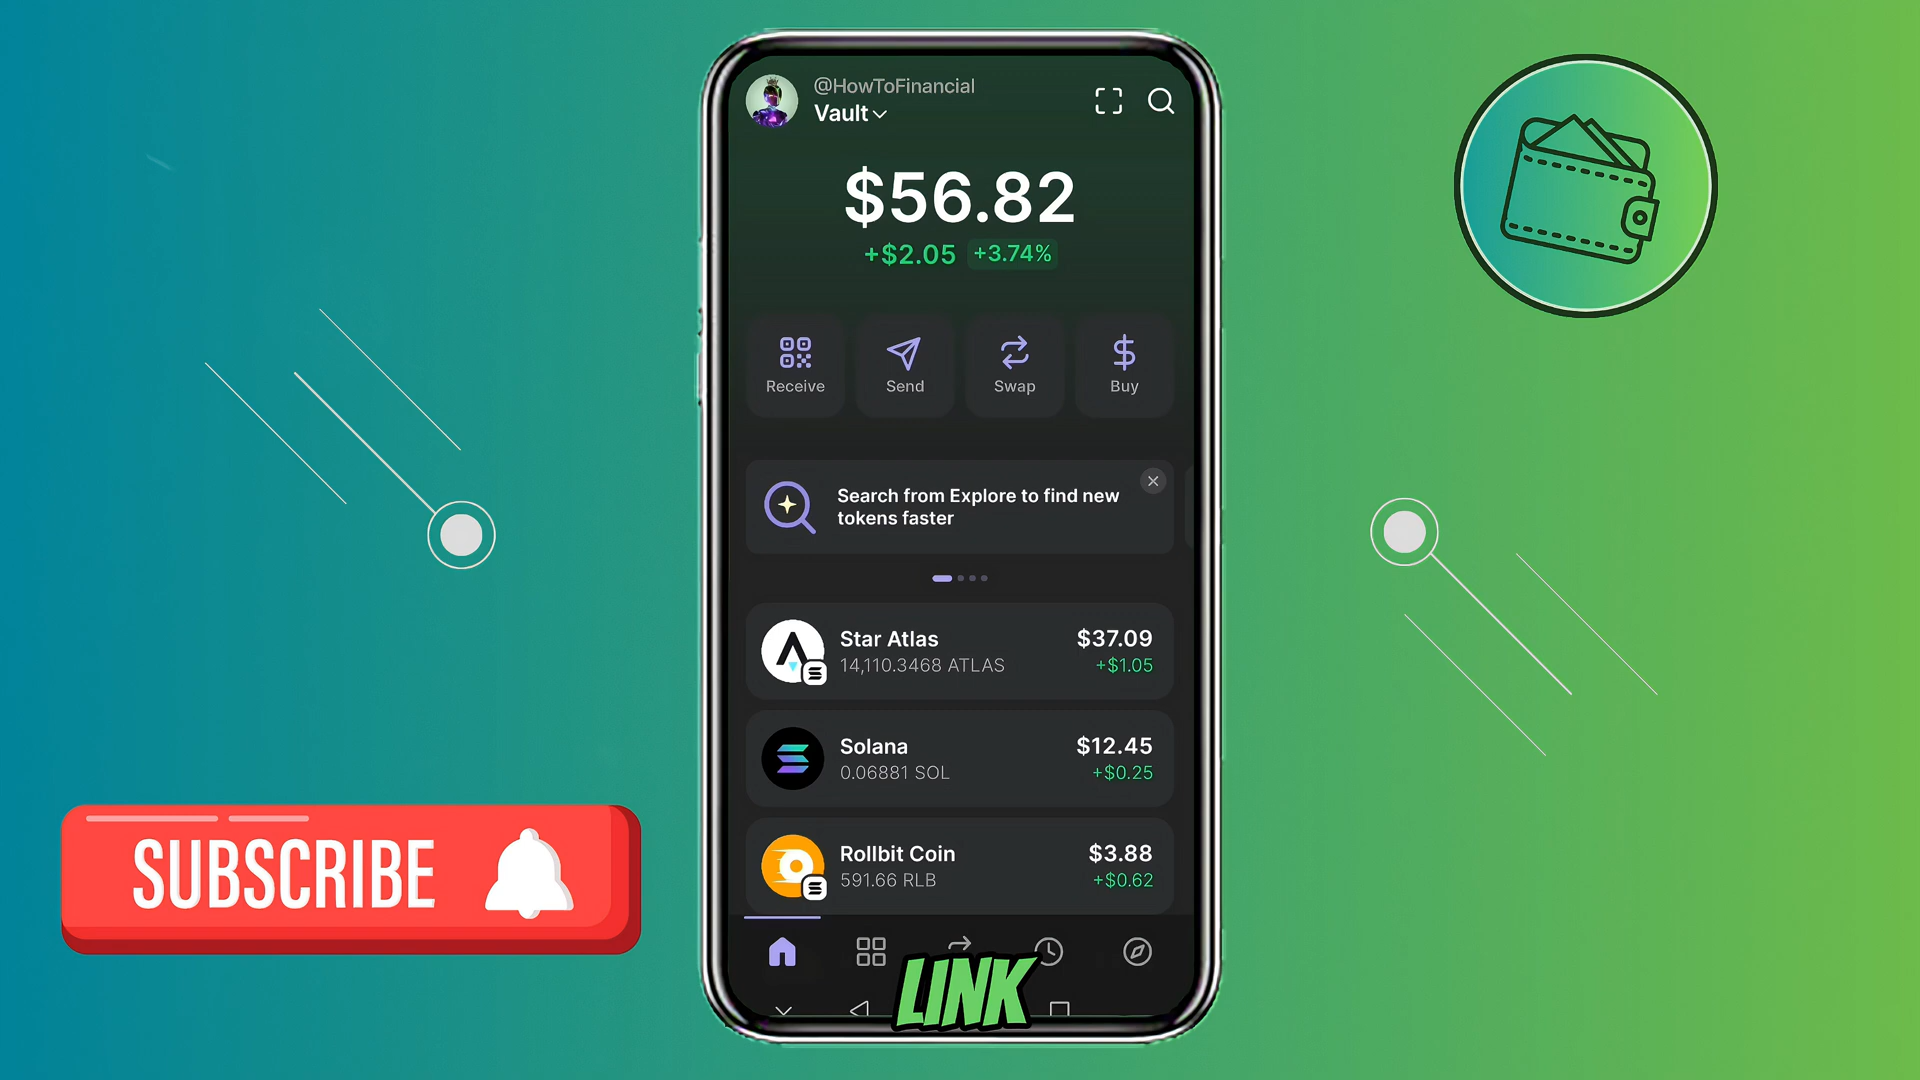 @HowToFinancial
Vault
$56.82
+$2.05 +3.74%
Receive Send Swap Buy
Search from Explore to find new
tokens faster
Star Atlas $37.09
14,110.3468 ATLAS +$1.05
Solana $12.45
0.06881 SOL +$0.25
Rollbit Coin $3.88
591.66 RLB +$0.62
SUBSCRIBE
LINK